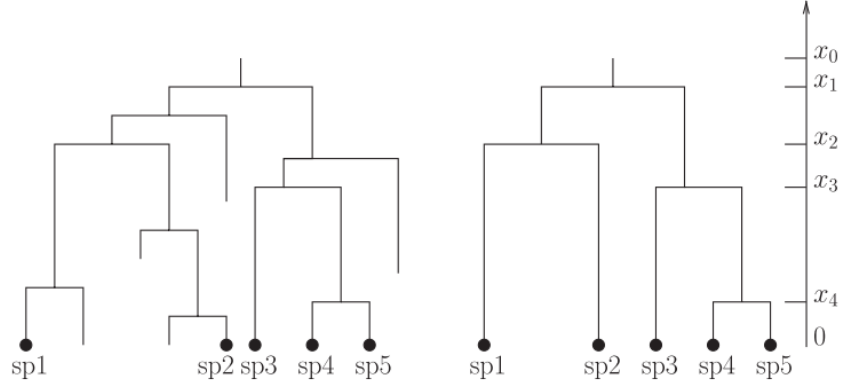 x₀
x₁
x₂
x₃
x₄
0
sp1 sp2 sp3 sp4 sp5 sp1 sp2 sp3 sp4 sp5